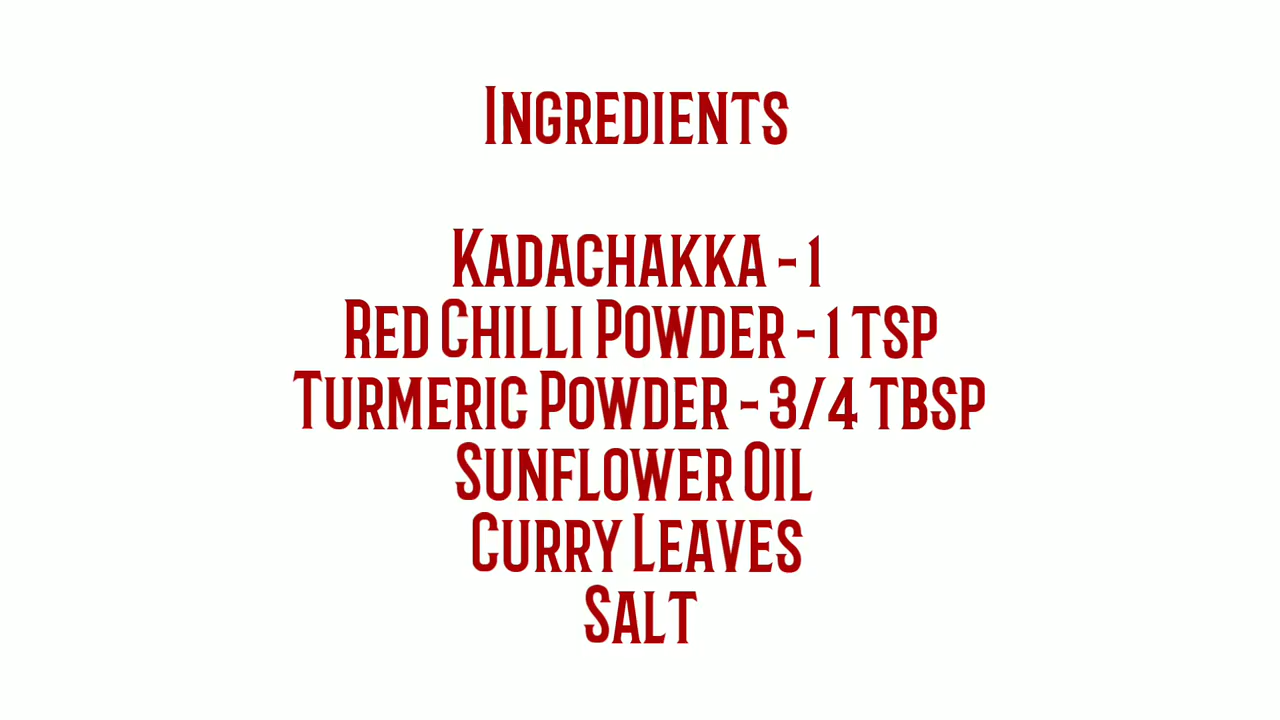 Ingredients
Kadachakka - 1
Red Chilli Powder - 1 tsp
Turmeric Powder - 3/4 tbsp
Sunflower Oil
Curry Leaves
Salt